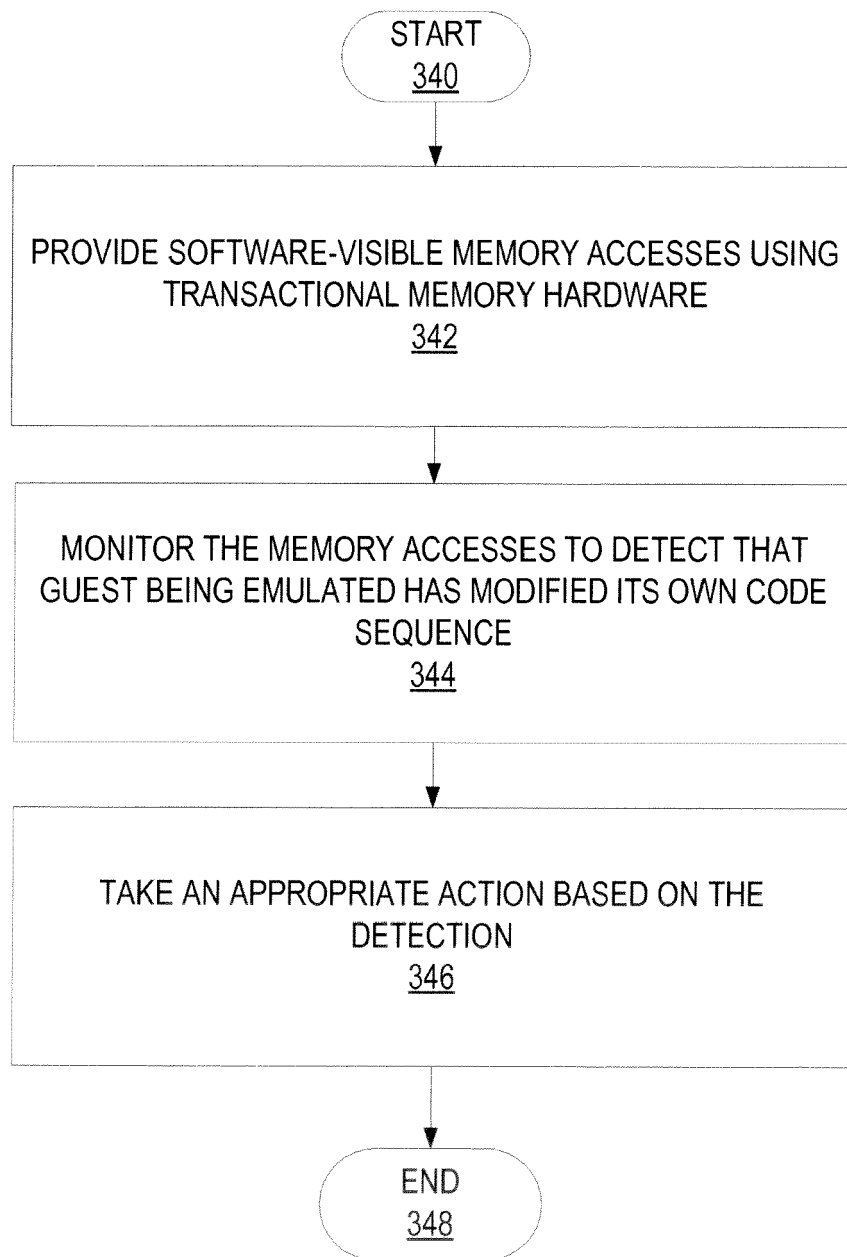 START
340
PROVIDE SOFTWARE-VISIBLE MEMORY ACCESSES USING
TRANSACTIONAL MEMORY HARDWARE
342
MONITOR THE MEMORY ACCESSES TO DETECT THAT
GUEST BEING EMULATED HAS MODIFIED ITS OWN CODE
SEQUENCE
344
TAKE AN APPROPRIATE ACTION BASED ON THE
DETECTION
346
END
348